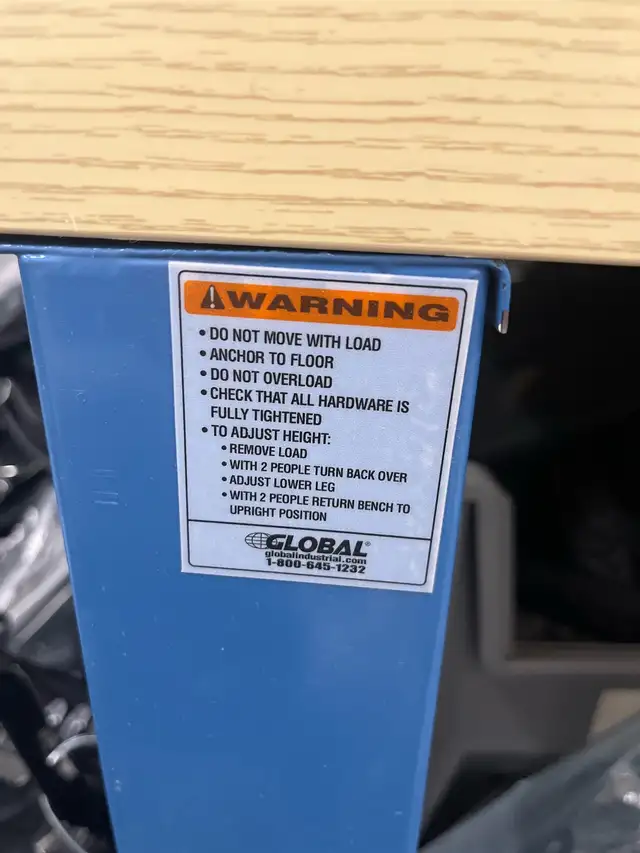 WARNING
• DO NOT MOVE WITH LOAD
• ANCHOR TO FLOOR
• DO NOT OVERLOAD
• CHECK THAT ALL HARDWARE IS
FULLY TIGHTENED
• TO ADJUST HEIGHT:
• REMOVE LOAD
• WITH 2 PEOPLE TURN BACK OVER
• ADJUST LOWER LEG
• WITH 2 PEOPLE RETURN BENCH TO
UPRIGHT POSITION
GLOBAL®
globalindustrial.com
1-800-645-1232